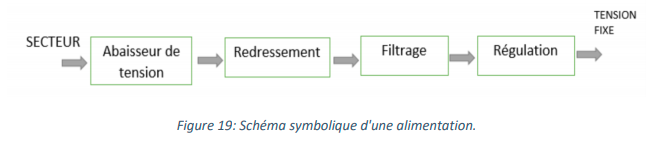 TENSION
FIXE
SECTEUR
Abaisseur de
tension
Redressement
Filtrage
Régulation
Figure 19: Schéma symbolique d'une alimentation.